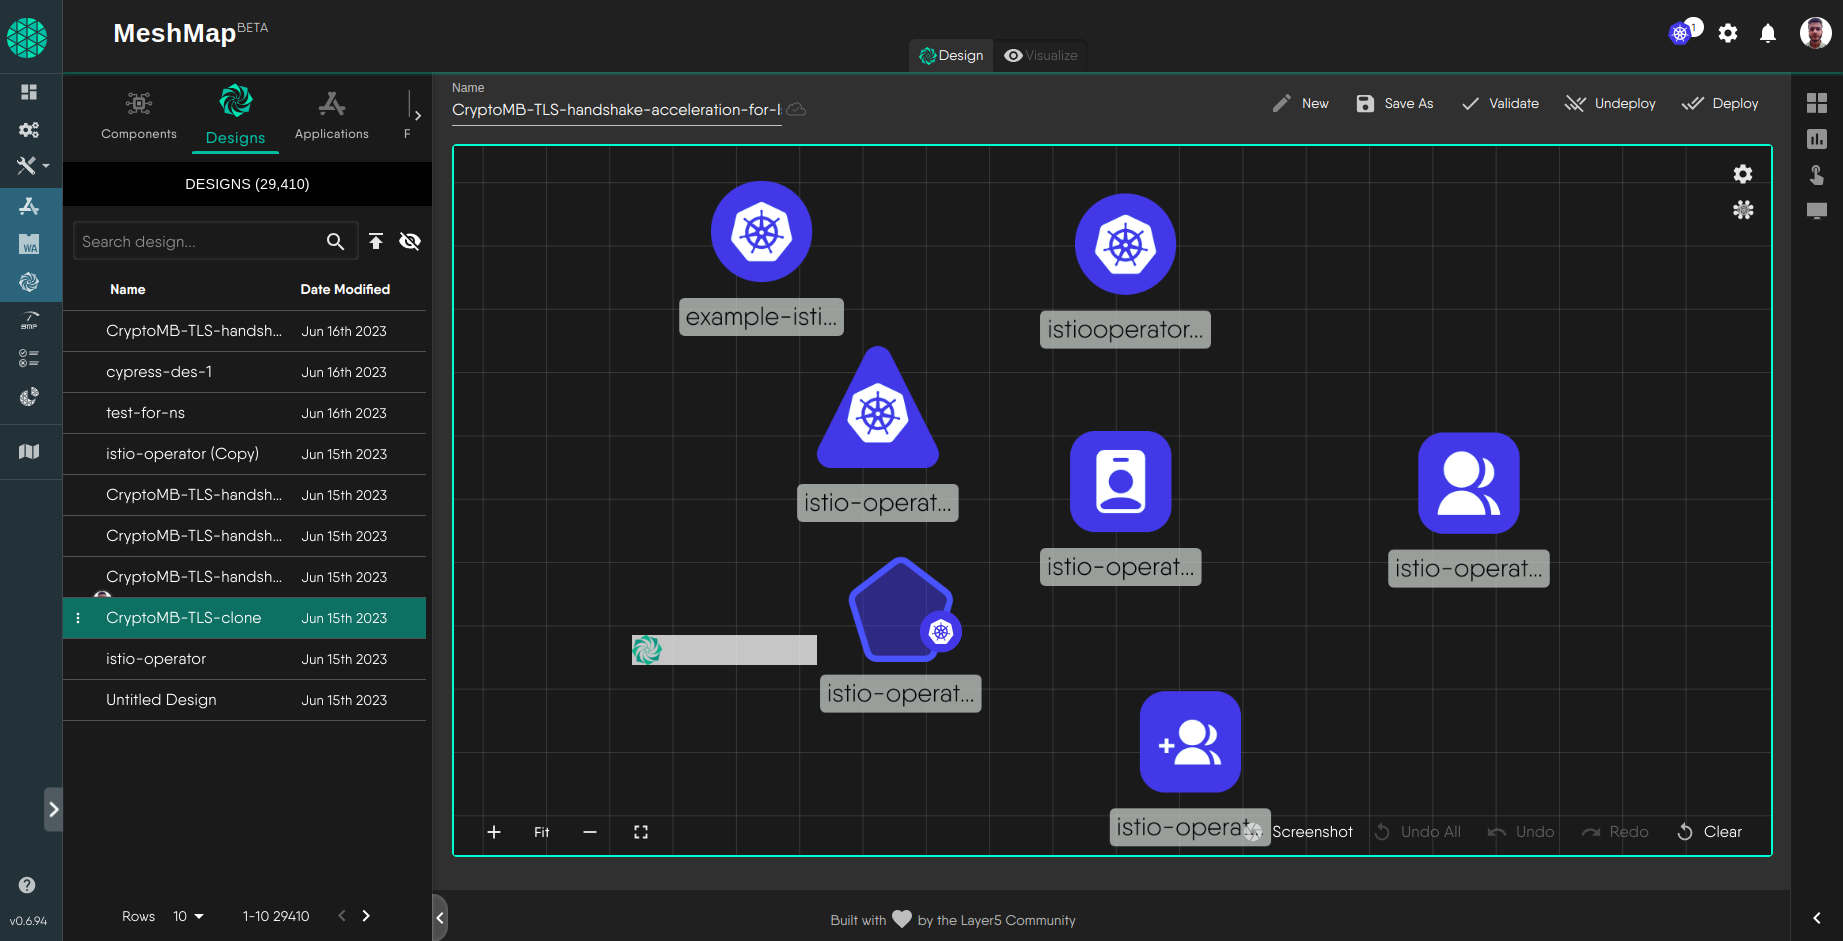 MeshMapBETA
1
Design
Visualize
Components
Designs
Applications
F
DESIGNS (29,410)
Search design...
Name Date Modified
CryptoMB-TLS-handsh... Jun 16th 2023
cypress-des-1 Jun 16th 2023
test-for-ns Jun 16th 2023
istio-operator (Copy) Jun 15th 2023
CryptoMB-TLS-handsh... Jun 15th 2023
CryptoMB-TLS-handsh... Jun 15th 2023
CryptoMB-TLS-handsh... Jun 15th 2023
CryptoMB-TLS-clone Jun 15th 2023
istio-operator Jun 15th 2023
Untitled Design Jun 15th 2023
Rows 10 1-10 29410
WA
SMP
v0.6.94
Name
CryptoMB-TLS-handshake-acceleration-for-I
New
Save As
Validate
Undeploy
Deploy
example-isti...
istiooperator...
istio-operat...
istio-operat...
istio-operat...
istio-operat...
istio-operat...
Fit
Screenshot
Undo All
Undo
Redo
Clear
Built with by the Layer5 Community